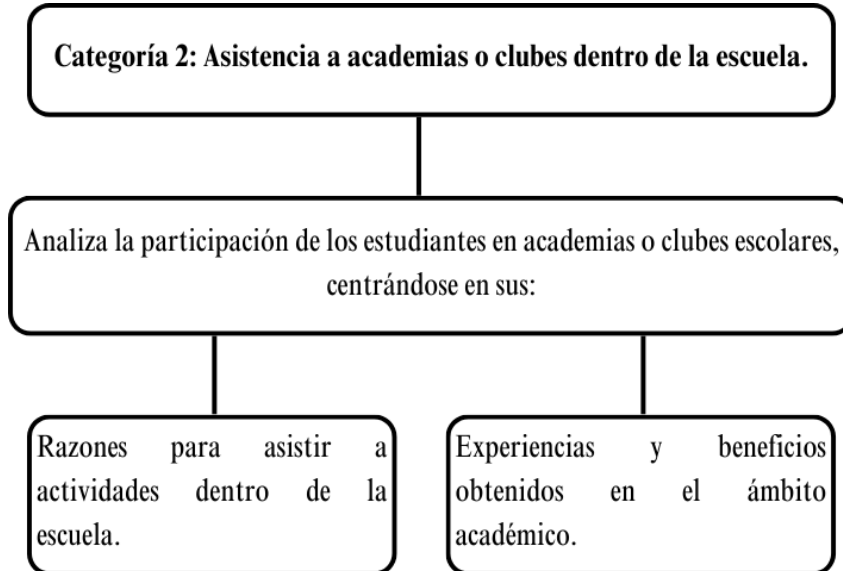 Categoría 2: Asistencia a academias o clubes dentro de la escuela.
Analiza la participación de los estudiantes en academias o clubes escolares,
centrándose en sus:
Razones para asistir a
actividades dentro de la
escuela.
Experiencias y beneficios
obtenidos en el ámbito
académico.